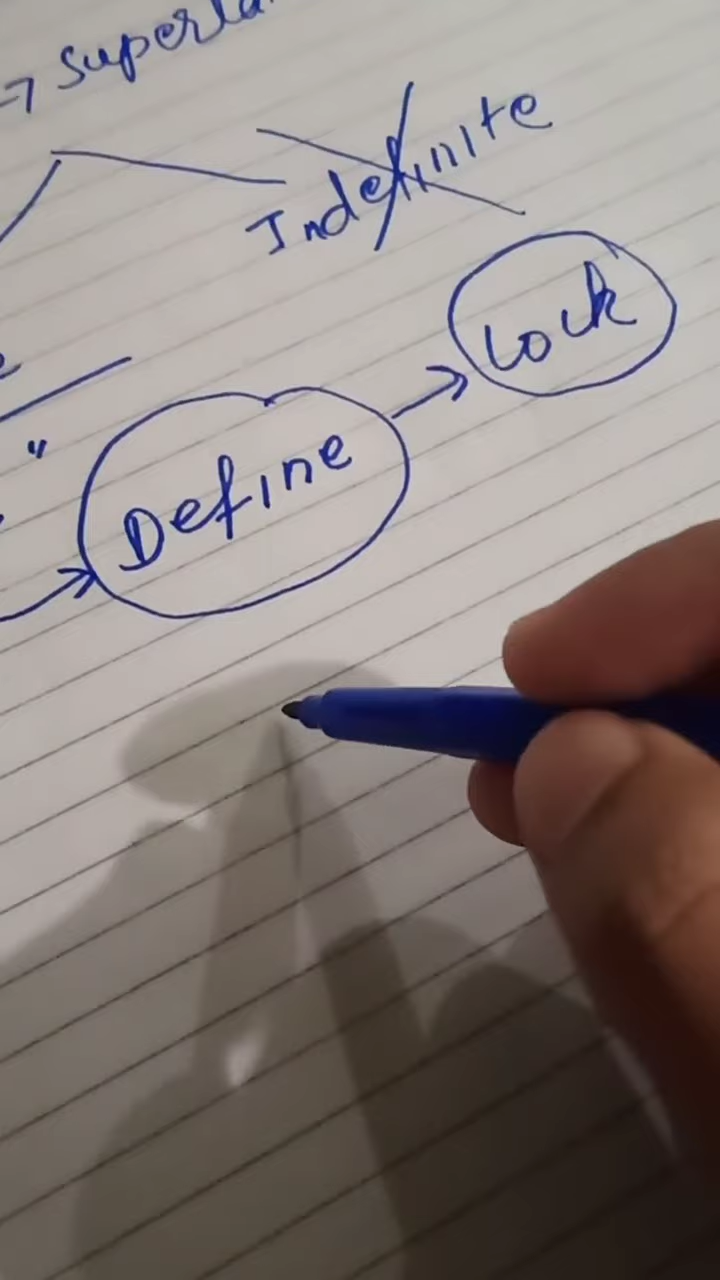 → Superla
Indefinite
Lock
e
"
Define